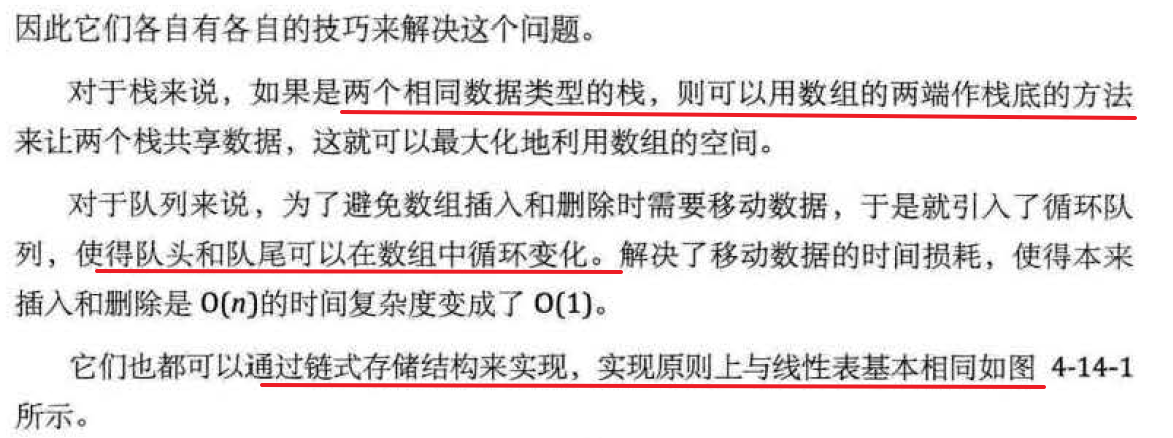 因此它们各自有各自的技巧来解决这个问题。
对于栈来说，如果是两个相同数据类型的栈，则可以用数组的两端作栈底的方法
来让两个栈共享数据，这就可以最大化地利用数组的空间。
对于队列来说，为了避免数组插入和删除时需要移动数据，于是就引入了循环队
列，使得队头和队尾可以在数组中循环变化。解决了移动数据的时间损耗，使得本来
插入和删除是 O(n)的时间复杂度变成了 O(1)。
它们也都可以通过链式存储结构来实现，实现原则上与线性表基本相同如图 4-14-1
所示。